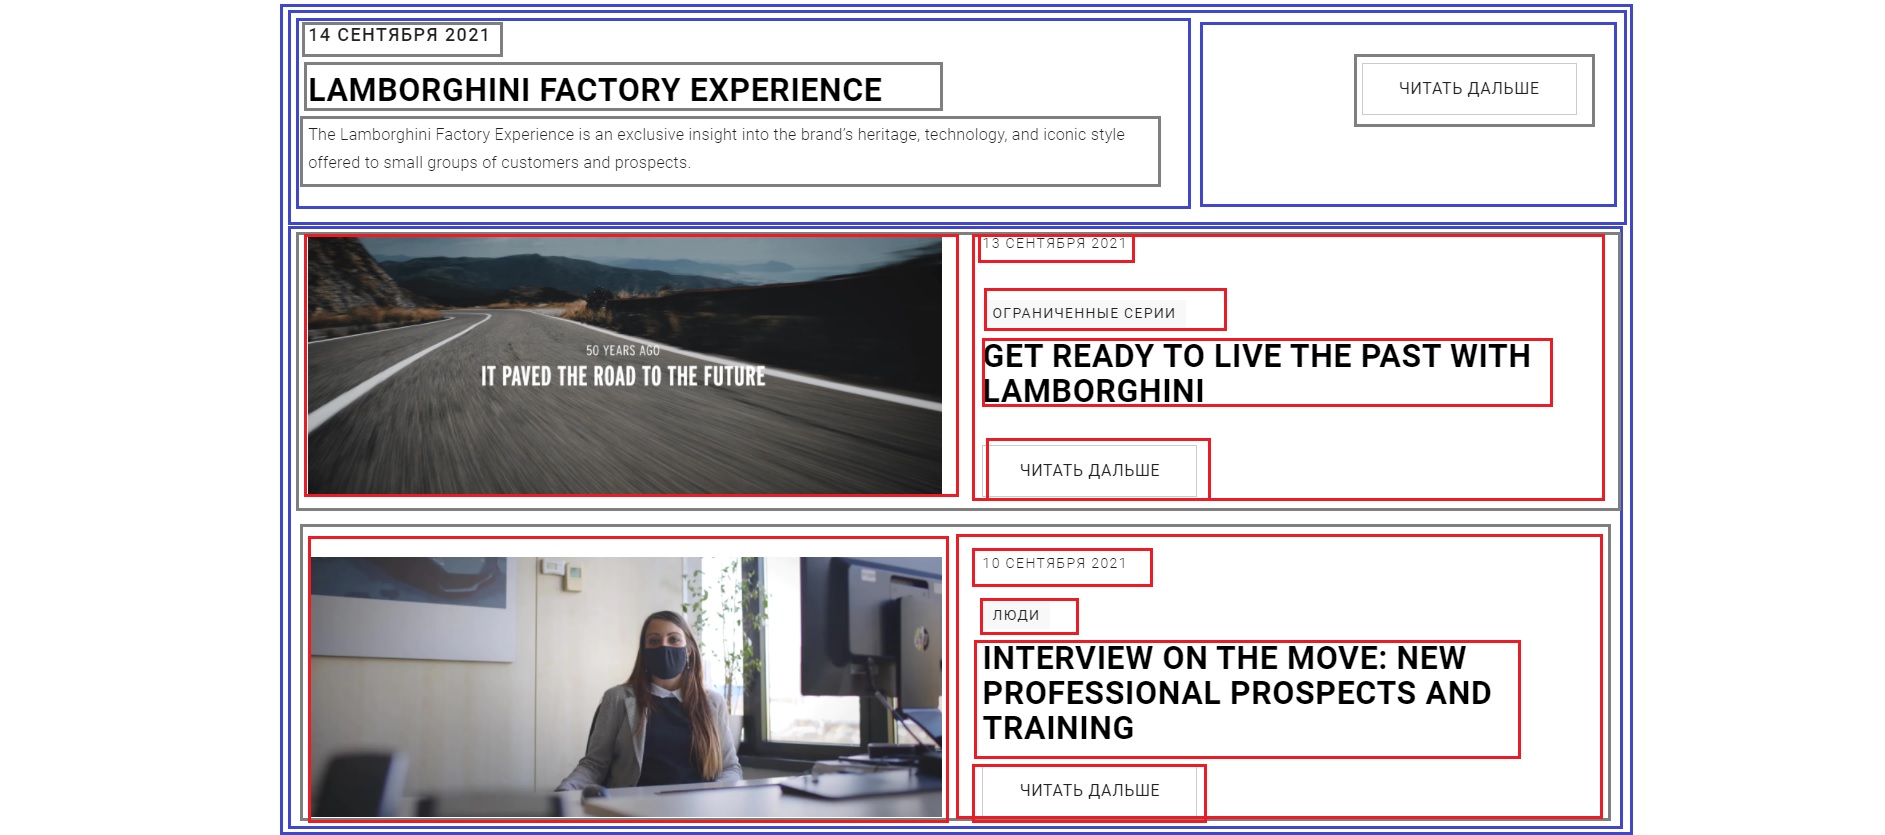 14 СЕНТЯБРЯ 2021
LAMBORGHINI FACTORY EXPERIENCE
The Lamborghini Factory Experience is an exclusive insight into the brand’s heritage, technology, and iconic style
offered to small groups of customers and prospects.
ЧИТАТЬ ДАЛЬШЕ
50 YEARS AGO
IT PAVED THE ROAD TO THE FUTURE
13 СЕНТЯБРЯ 2021
ОГРАНИЧЕННЫЕ СЕРИИ
GET READY TO LIVE THE PAST WITH
LAMBORGHINI
ЧИТАТЬ ДАЛЬШЕ
10 СЕНТЯБРЯ 2021
ЛЮДИ
INTERVIEW ON THE MOVE: NEW
PROFESSIONAL PROSPECTS AND
TRAINING
ЧИТАТЬ ДАЛЬШЕ